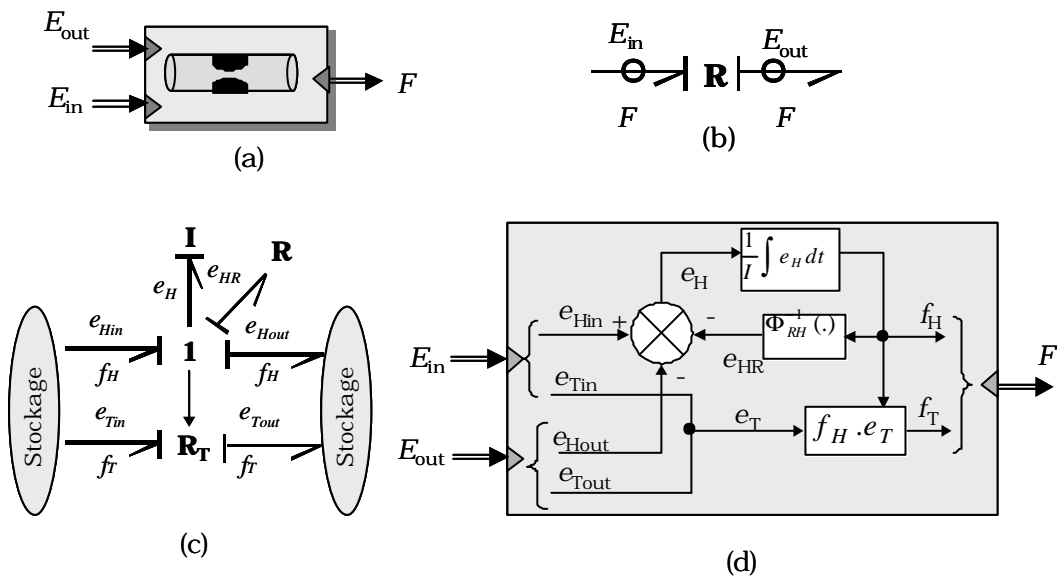 E_out
E_in
F
(a)
E_in
E_out
R
F
F
(b)
I
R
e_HR
e_H
e_Hin
e_Hout
1
f_H
f_H
e_Tin
e_Tout
R_T
f_T
f_T
Stockage
Stockage
(c)
1/I ∫ e_H dt
e_H
e_Hin
+
-
Φ_RH^-1 (.)
f_H
e_HR
E_in
F
e_Tin
-
e_T
f_H . e_T
f_T
e_Hout
E_out
e_Tout
(d)